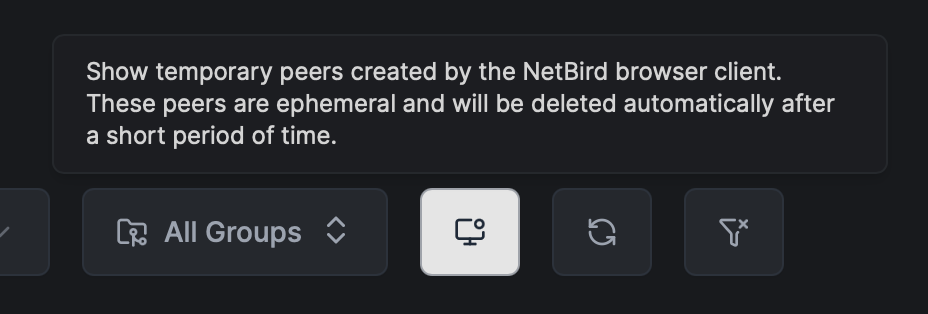 Show temporary peers created by the NetBird browser client.
These peers are ephemeral and will be deleted automatically after
a short period of time.
All Groups